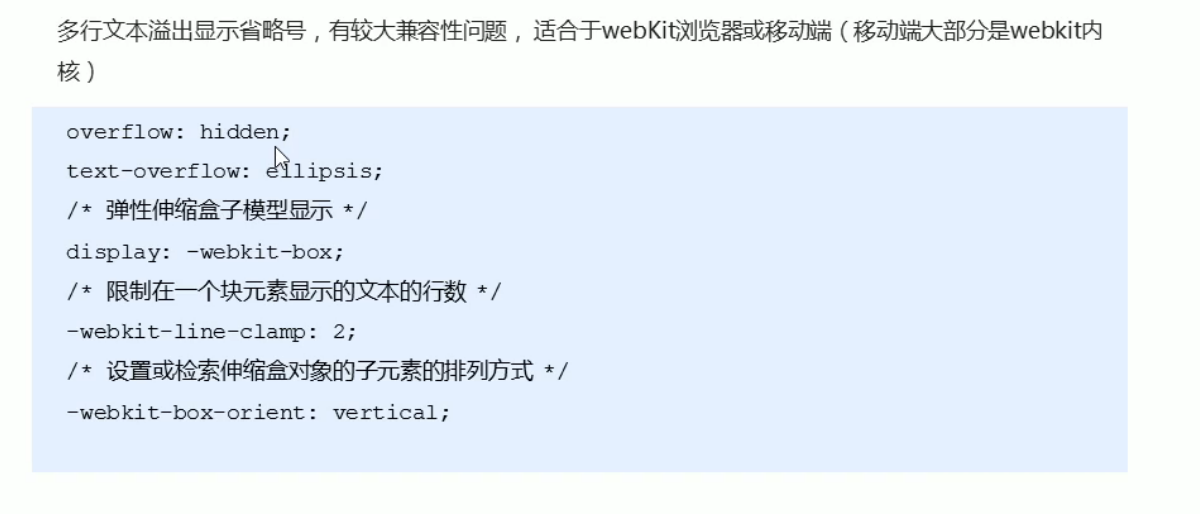 多行文本溢出显示省略号，有较大兼容性问题， 适合于webKit浏览器或移动端（移动端大部分是webkit内
核）
overflow: hidden;
text-overflow: ellipsis;
/* 弹性伸缩盒子模型显示 */
display: -webkit-box;
/* 限制在一个块元素显示的文本的行数 */
-webkit-line-clamp: 2;
/* 设置或检索伸缩盒对象的子元素的排列方式 */
-webkit-box-orient: vertical;